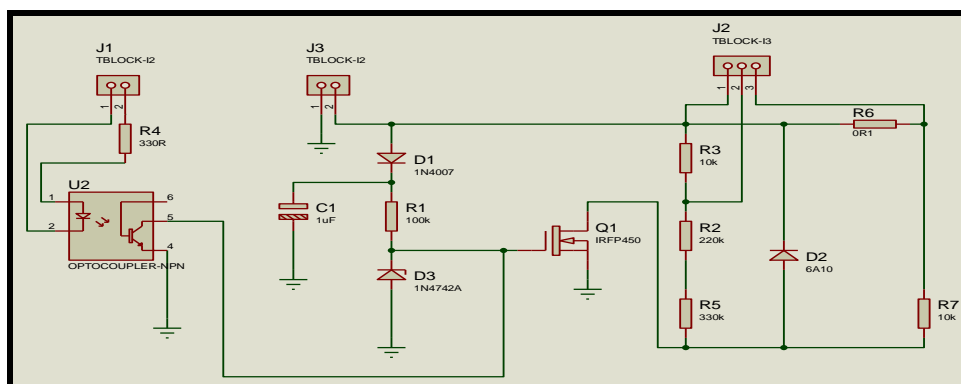 J1
TBLOCK-I2
1
2
R4
330R
U2
1
2
6
5
4
OPTOCOUPLER-NPN
J3
TBLOCK-I2
1
2
D1
1N4007
C1
1uF
R1
100k
D3
1N4742A
Q1
IRFP450
J2
TBLOCK-I3
1
2
3
R3
10k
R2
220k
R5
330k
R6
0R1
D2
6A10
R7
10k